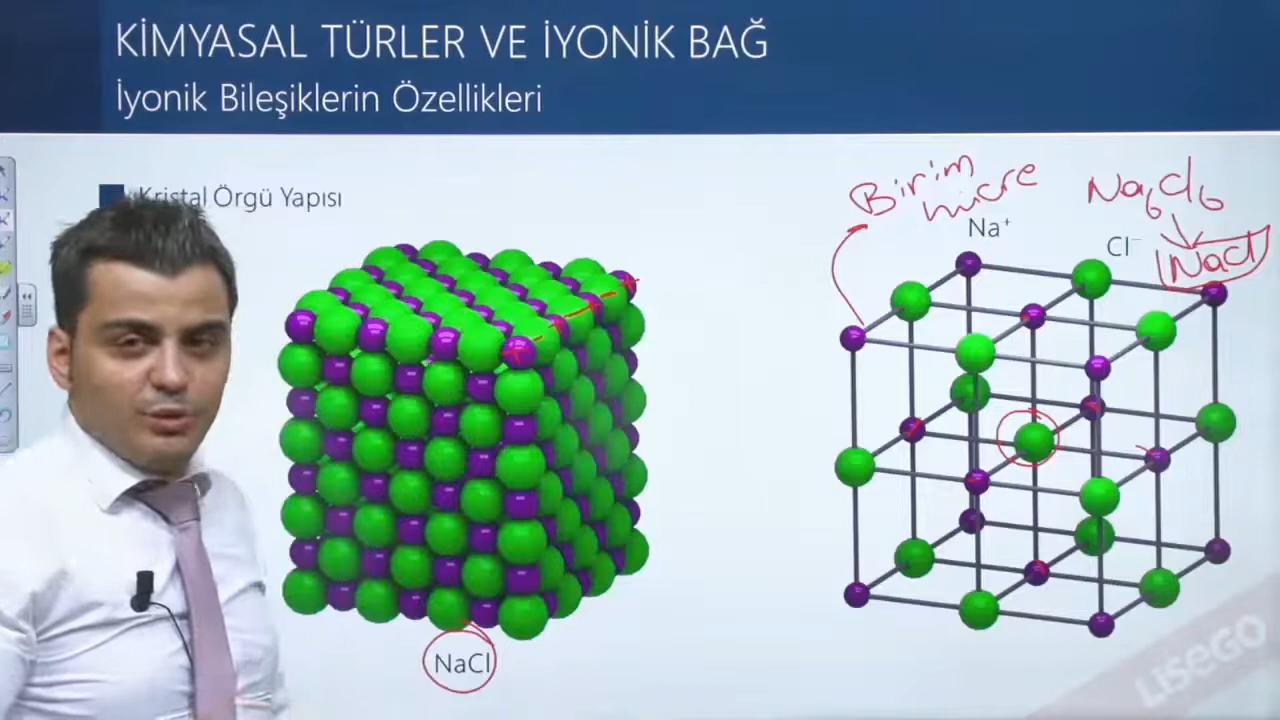 KİMYASAL TÜRLER VE İYONİK BAĞ
İyonik Bileşiklerin Özellikleri
Kristal Örgü Yapısı
Birim
hücre
Na₆Cl₆
NaCl
Na⁺
Cl⁻
NaCl
LiSEGO